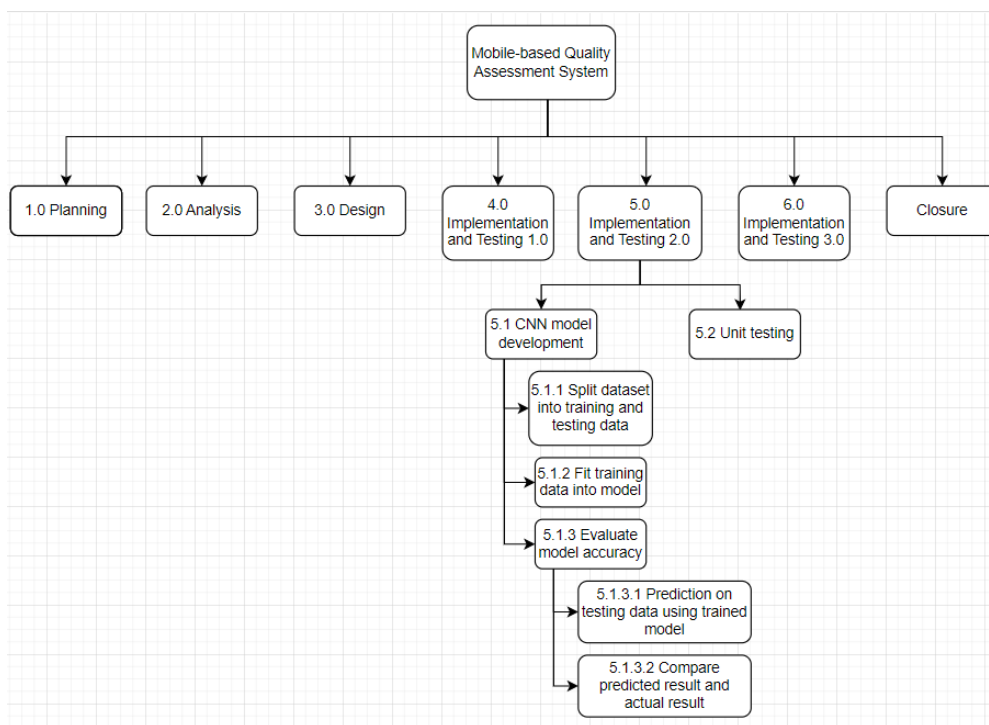 Mobile-based Quality
Assessment System
1.0 Planning
2.0 Analysis
3.0 Design
4.0
Implementation
and Testing 1.0
5.0
Implementation
and Testing 2.0
6.0
Implementation
and Testing 3.0
Closure
5.1 CNN model
development
5.2 Unit testing
5.1.1 Split dataset
into training and
testing data
5.1.2 Fit training
data into model
5.1.3 Evaluate
model accuracy
5.1.3.1 Prediction on
testing data using trained
model
5.1.3.2 Compare
predicted result and
actual result